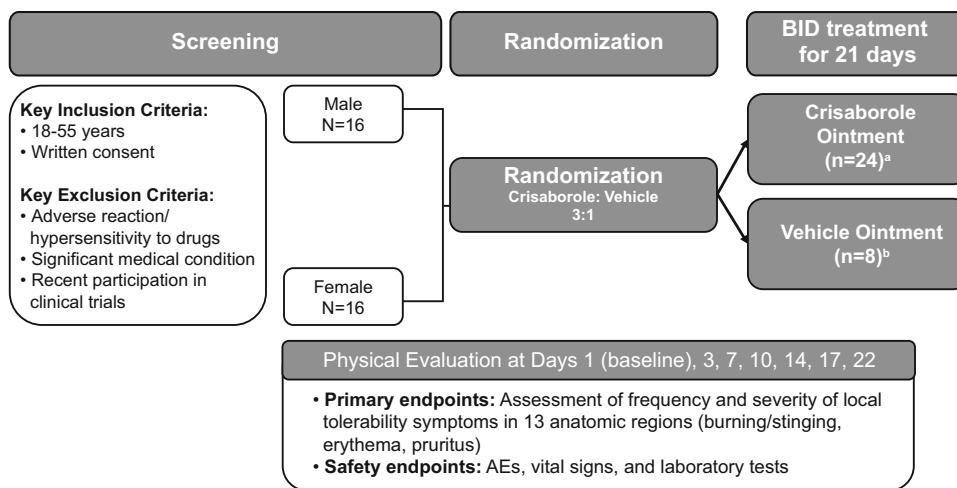 Screening
Randomization
BID treatment
for 21 days
Key Inclusion Criteria:
• 18-55 years
• Written consent
Key Exclusion Criteria:
• Adverse reaction/
hypersensitivity to drugs
• Significant medical condition
• Recent participation in
clinical trials
Male
N=16
Female
N=16
Randomization
Crisaborole: Vehicle
3:1
Crisaborole
Ointment
(n=24)ᵃ
Vehicle Ointment
(n=8)ᵇ
Physical Evaluation at Days 1 (baseline), 3, 7, 10, 14, 17, 22
• Primary endpoints: Assessment of frequency and severity of local
tolerability symptoms in 13 anatomic regions (burning/stinging,
erythema, pruritus)
• Safety endpoints: AEs, vital signs, and laboratory tests